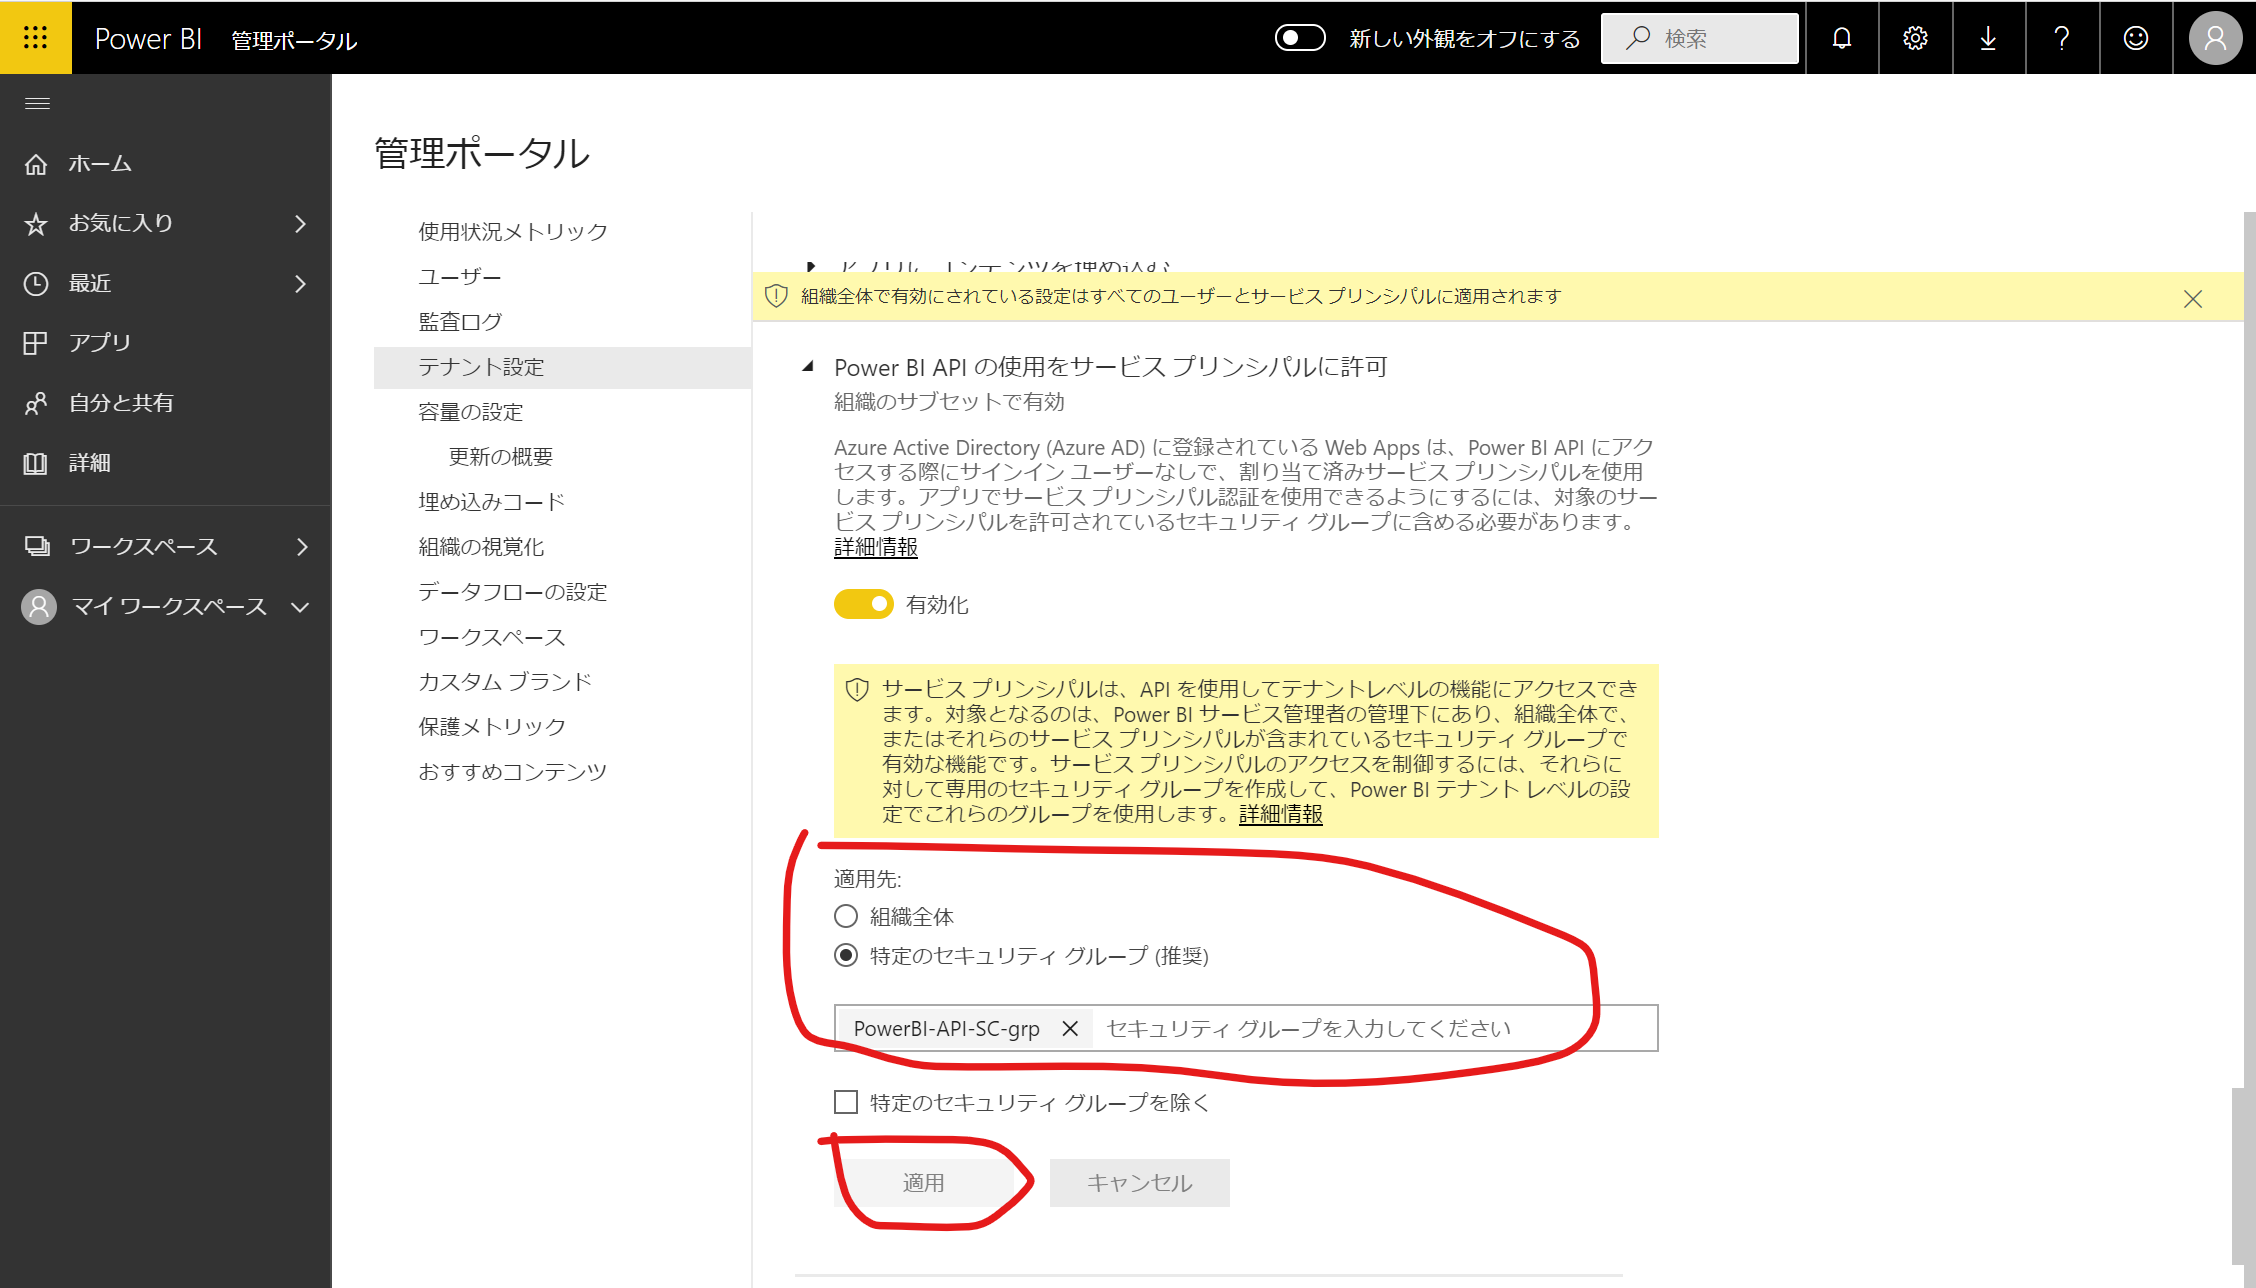 Power BI 管理ポータル
新しい外観をオフにする
検索
ホーム
お気に入り
最近
アプリ
自分と共有
詳細
ワークスペース
マイ ワークスペース
管理ポータル
使用状況メトリック
ユーザー
監査ログ
テナント設定
容量の設定
更新の概要
埋め込みコード
組織の視覚化
データフローの設定
ワークスペース
カスタム ブランド
保護メトリック
おすすめコンテンツ
アプリにコンテンツを埋め込む
組織全体で有効にされている設定はすべてのユーザーとサービス プリンシパルに適用されます
Power BI API の使用をサービス プリンシパルに許可
組織のサブセットで有効
Azure Active Directory (Azure AD) に登録されている Web Apps は、Power BI API にアク
セスする際にサインイン ユーザーなしで、割り当て済みサービス プリンシパルを使用
します。アプリでサービス プリンシパル認証を使用できるようにするには、対象のサー
ビス プリンシパルを許可されているセキュリティ グループに含める必要があります。
詳細情報
有効化
サービス プリンシパルは、API を使用してテナントレベルの機能にアクセスでき
ます。対象となるのは、Power BI サービス管理者の管理下にあり、組織全体で、
またはそれらのサービス プリンシパルが含まれているセキュリティ グループで
有効な機能です。サービス プリンシパルのアクセスを制御するには、それらに
対して専用のセキュリティ グループを作成して、Power BI テナント レベルの設
定でこれらのグループを使用します。詳細情報
適用先:
組織全体
特定のセキュリティ グループ (推奨)
PowerBI-API-SC-grp セキュリティ グループを入力してください
特定のセキュリティ グループを除く
適用 キャンセル